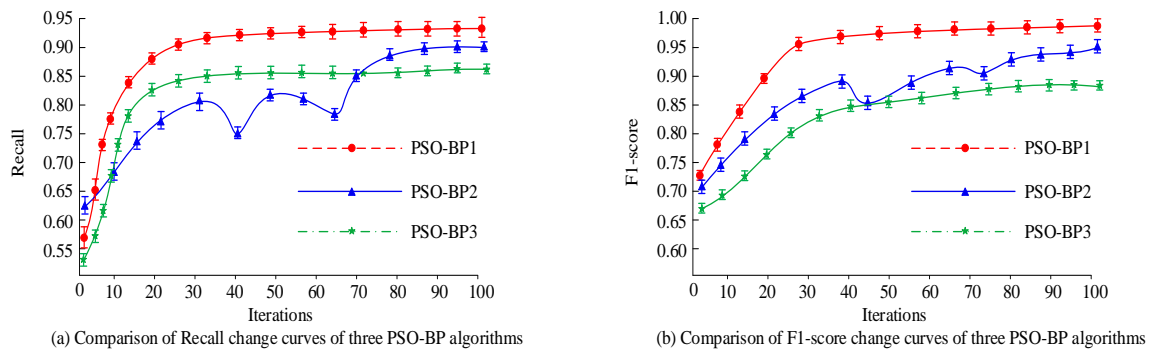 0.95
0.90
0.85
0.80
0.75
0.70
0.65
0.60
0.55
Recall
PSO-BP1
PSO-BP2
PSO-BP3
0 10 20 30 40 50 60 70 80 90 100
Iterations
(a) Comparison of Recall change curves of three PSO-BP algorithms
1.00
0.95
0.90
0.85
0.80
0.75
0.70
0.65
0.60
F1-score
PSO-BP1
PSO-BP2
PSO-BP3
0 10 20 30 40 50 60 70 80 90 100
Iterations
(b) Comparison of F1-score change curves of three PSO-BP algorithms